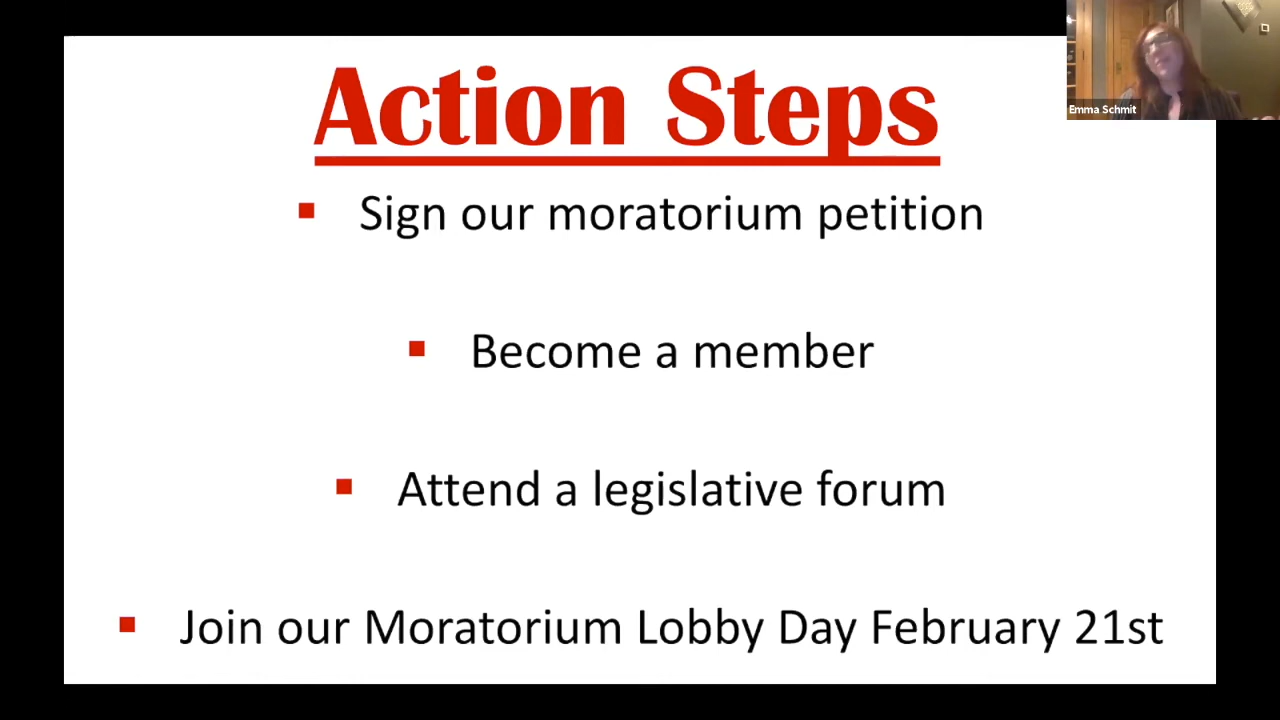 Action Steps
Emma Schmit
Sign our moratorium petition
Become a member
Attend a legislative forum
Join our Moratorium Lobby Day February 21st